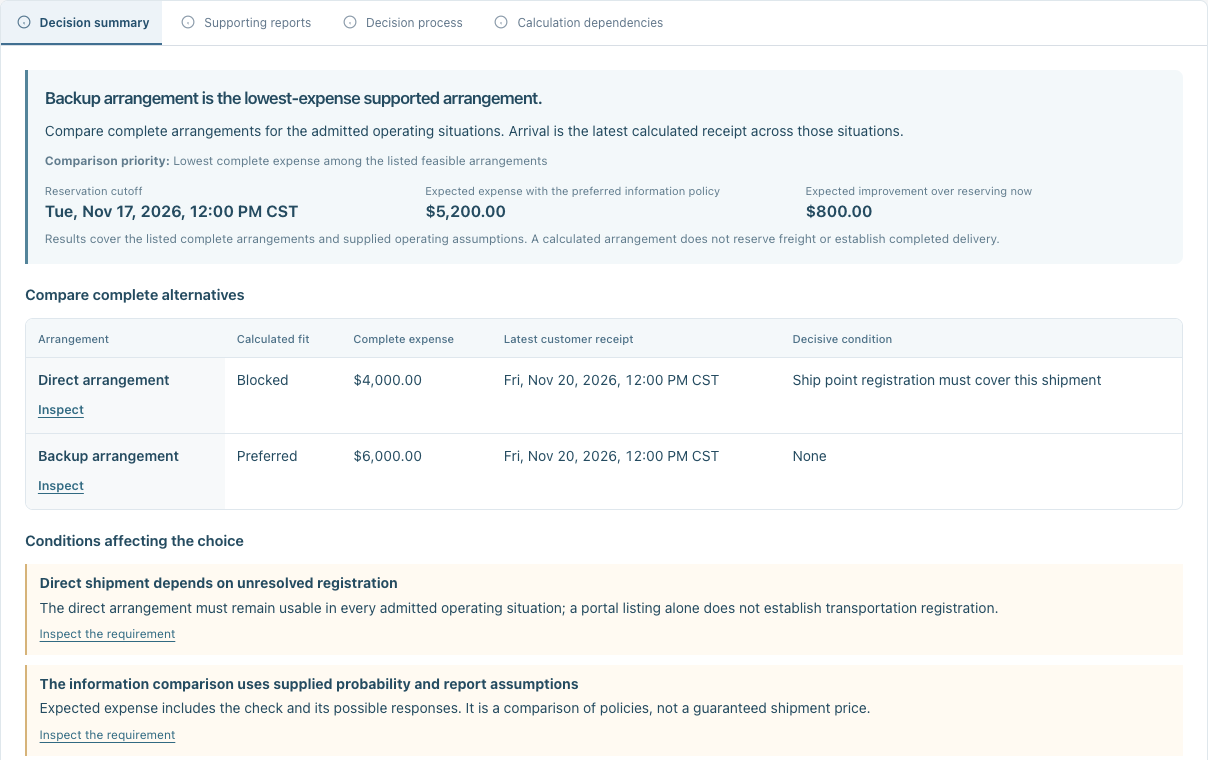 Decision summary
Supporting reports
Decision process
Calculation dependencies
Backup arrangement is the lowest-expense supported arrangement.
Compare complete arrangements for the admitted operating situations. Arrival is the latest calculated receipt across those situations.
Comparison priority: Lowest complete expense among the listed feasible arrangements
Reservation cutoff
Expected expense with the preferred information policy
Expected improvement over reserving now
Tue, Nov 17, 2026, 12:00 PM CST
$5,200.00
$800.00
Results cover the listed complete arrangements and supplied operating assumptions. A calculated arrangement does not reserve freight or establish completed delivery.
Compare complete alternatives
Arrangement
Calculated fit
Complete expense
Latest customer receipt
Decisive condition
Direct arrangement
Blocked
$4,000.00
Fri, Nov 20, 2026, 12:00 PM CST
Ship point registration must cover this shipment
Inspect
Backup arrangement
Preferred
$6,000.00
Fri, Nov 20, 2026, 12:00 PM CST
None
Inspect
Conditions affecting the choice
Direct shipment depends on unresolved registration
The direct arrangement must remain usable in every admitted operating situation; a portal listing alone does not establish transportation registration.
Inspect the requirement
The information comparison uses supplied probability and report assumptions
Expected expense includes the check and its possible responses. It is a comparison of policies, not a guaranteed shipment price.
Inspect the requirement